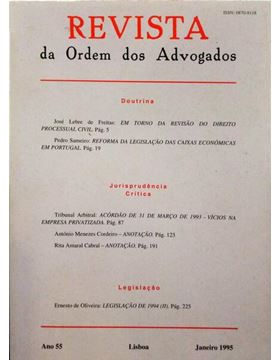 ISSN: 0870-8118
REVISTA
da Ordem dos Advogados
Doutrina
José Lebre de Freitas: EM TORNO DA REVISÃO DO DIREITO
PROCESSUAL CIVIL. Pág. 5
Pedro Sameiro: REFORMA DA LEGISLAÇÃO DAS CAIXAS ECONÓMICAS
EM PORTUGAL. Pág. 19
Jurisprudência
Crítica
Tribunal Arbitral: ACÓRDÃO DE 31 DE MARÇO DE 1993 - VÍCIOS NA
EMPRESA PRIVATIZADA. Pág. 87
António Menezes Cordeiro – ANOTAÇÃO. Pág. 123
Rita Amaral Cabral – ANOTAÇÃO. Pág. 191
Legislação
Ernesto de Oliveira: LEGISLAÇÃO DE 1994 (II). Pág. 225
Ano 55 Lisboa Janeiro 1995